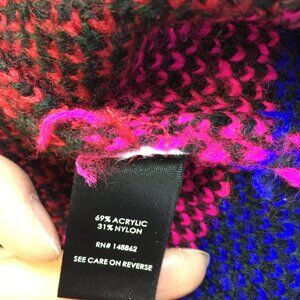 69% ACRYLIC
31% NYLON
RN# 148862
SEE CARE ON REVERSE